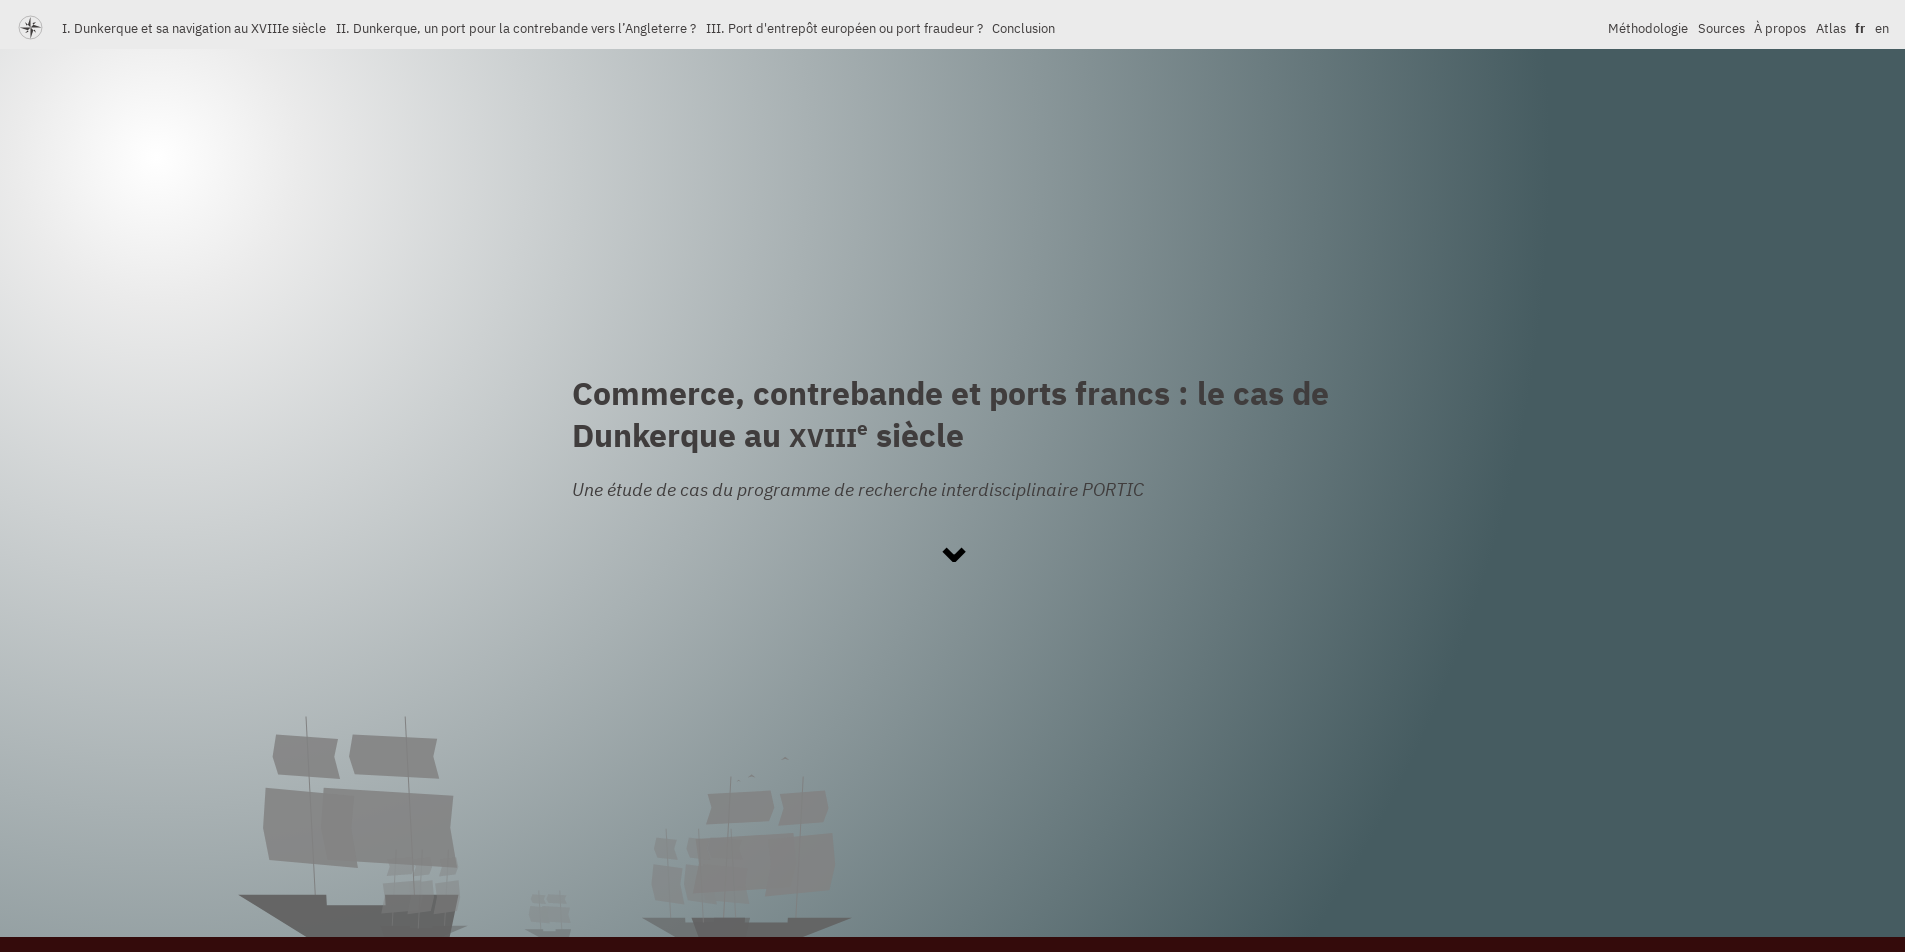 I. Dunkerque et sa navigation au XVIIIe siècle II. Dunkerque, un port pour la contrebande vers l’Angleterre ? III. Port d'entrepôt européen ou port fraudeur ? Conclusion Méthodologie Sources À propos Atlas fr en
Commerce, contrebande et ports francs : le cas de
Dunkerque au XVIIIe siècle
Une étude de cas du programme de recherche interdisciplinaire PORTIC